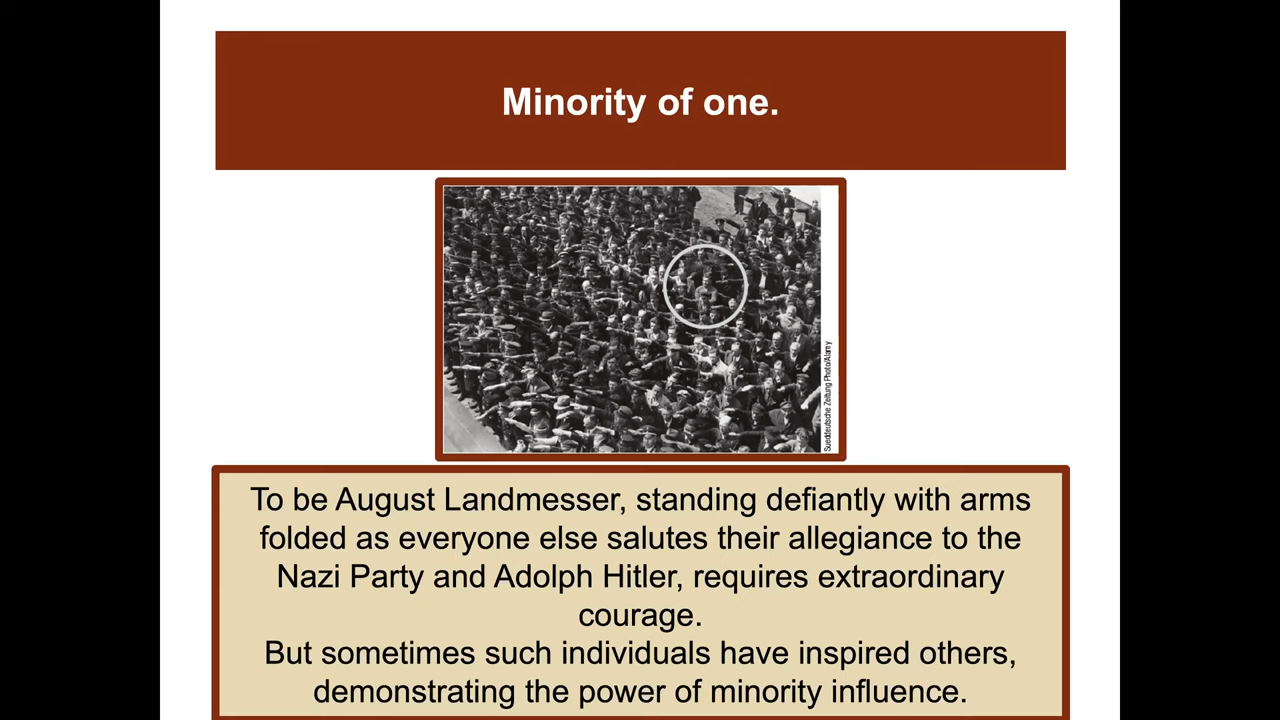 Minority of one.
Sueddeutsche Zeitung Photo/Alamy
To be August Landmesser, standing defiantly with arms
folded as everyone else salutes their allegiance to the
Nazi Party and Adolph Hitler, requires extraordinary
courage.
But sometimes such individuals have inspired others,
demonstrating the power of minority influence.